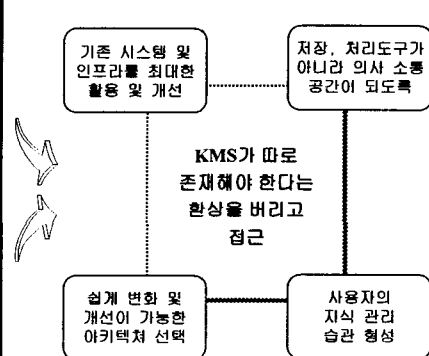 기존 시스템 및
인프라를 최대한
활용 및 개선
저장, 처리도구가
아니라 의사 소통
공간이 되도록
KMS가 따로
존재해야 한다는
환상을 버리고
접근
쉽게 변화 및
개선이 가능한
아키텍쳐 선택
사용자의
지식 관리
습관 형성